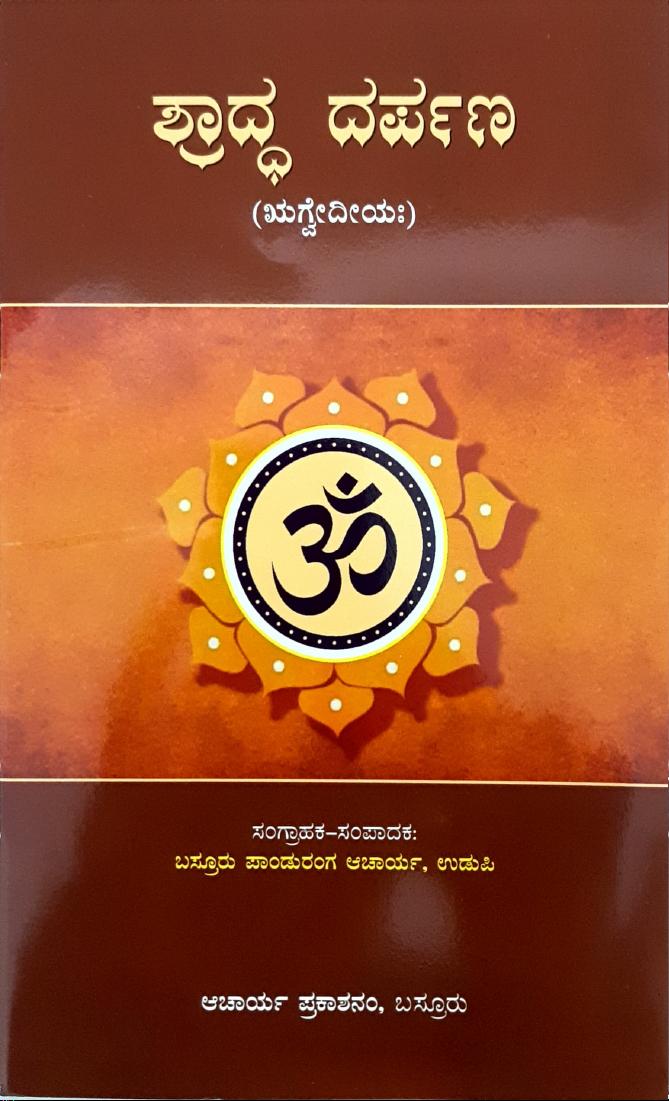 ಶ್ರಾದ್ಧ ದರ್ಪಣ
(ಋಗ್ವೇದೀಯಃ)
ॐ
ಸಂಗ್ರಾಹಕ-ಸಂಪಾದಕ:
ಬಸ್ರೂರು ಪಾಂಡುರಂಗ ಆಚಾರ್ಯ, ಉಡುಪಿ
ಆಚಾರ್ಯ ಪ್ರಕಾಶನಂ, ಬಸ್ರೂರು